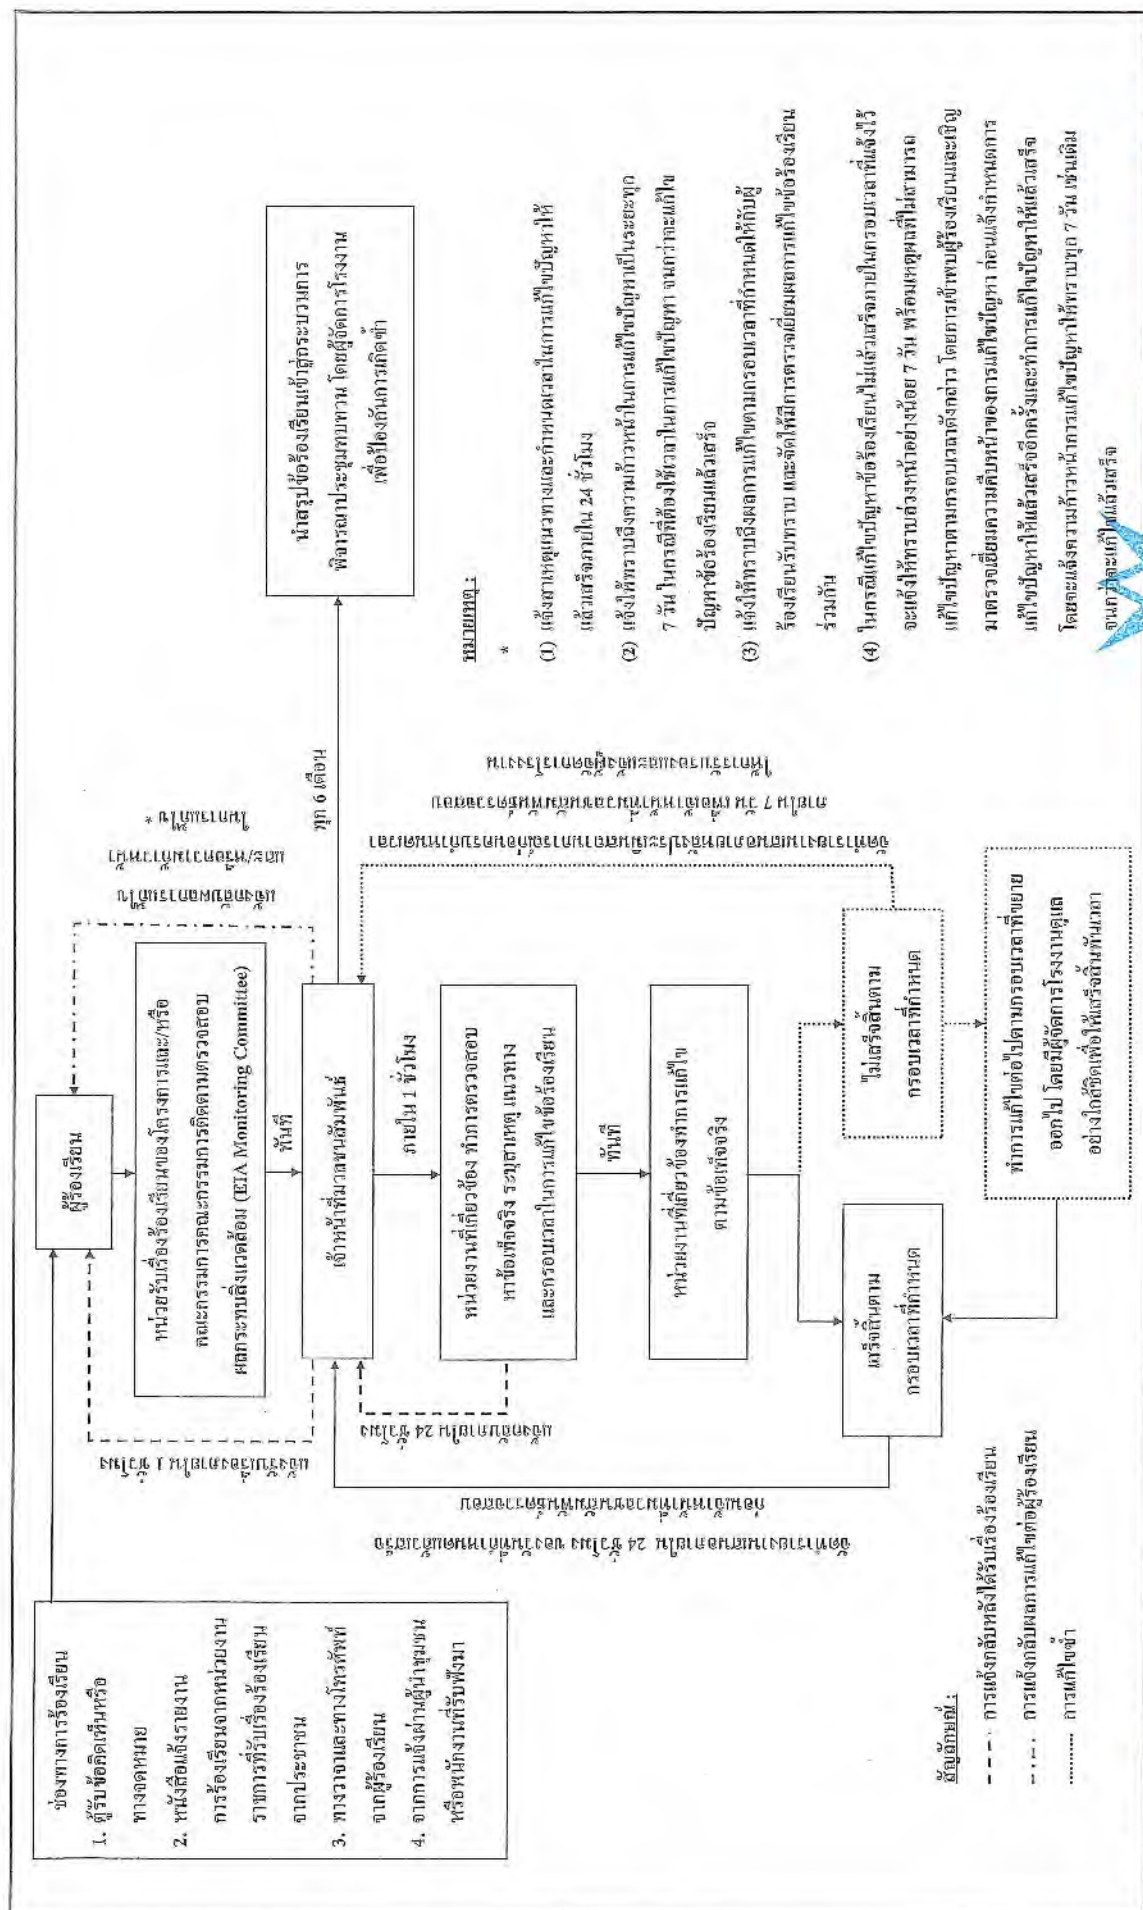 ช่องทางการร้องเรียน
1. ตู้รับข้อคิดเห็นหรือ
ทางจดหมาย
2. หนังสือแจ้งรายงาน
การร้องเรียนจากหน่วยงาน
ราชการที่รับเรื่องร้องเรียน
จากประชาชน
3. ทางวาจาและทางโทรศัพท์
จากผู้ร้องเรียน
4. จากการแจ้งผ่านผู้นำชุมชน
หรือพนักงานที่รับฟังมา
ผู้ร้องเรียน
หน่วยรับเรื่องร้องเรียนของโครงการและ/หรือ
คณะกรรมการคณะกรรมการติดตามตรวจสอบ
ผลกระทบสิ่งแวดล้อม (EIA Monitoring Committee)
ทันที
แจ้งรับเรื่องภายใน 1 ชั่วโมง
แจ้งกลับผลการแก้ไข
และ/หรือความก้าวหน้า
ในการแก้ไข *
เจ้าหน้าที่มวลชนสัมพันธ์
ทุก 6 เดือน
นำสรุปข้อร้องเรียนเข้าสู่กระบวนการ
พิจารณาประชุมทบทวน โดยผู้จัดการโรงงาน
เพื่อป้องกันการเกิดซ้ำ
ภายใน 1 ชั่วโมง
แจ้งกลับภายใน 24 ชั่วโมง
หน่วยงานที่เกี่ยวข้อง ทำการตรวจสอบ
หาข้อเท็จจริง ระบุสาเหตุ แนวทาง
และกรอบเวลาในการแก้ไขข้อร้องเรียน
ทันที
หน่วยงานที่เกี่ยวข้องทำการแก้ไข
ตามข้อเท็จจริง
จัดทำรายงานเสนอภายใน 24 ชั่วโมง ของวันที่กำหนดแล้วเสร็จ
ก่อนเจ้าหน้าที่มวลชนสัมพันธ์ตรวจสอบ
จัดทำรายงานเสนอภายหลังประเมินสถานการณ์ก่อนครบกำหนดเวลา
ภายใน 7 วัน เพื่อเจ้าหน้าที่มวลชนสัมพันธ์ตรวจสอบ
ให้การรับรองและแจ้งผู้จัดการโรงงาน
เสร็จสิ้นตาม
กรอบเวลาที่กำหนด
ไม่เสร็จสิ้นตาม
กรอบเวลาที่กำหนด
ทำการแก้ไขต่อไปตามกรอบเวลาที่ขยาย
ออกไป โดยมีผู้จัดการโรงงานดูแล
อย่างใกล้ชิดเพื่อให้เสร็จสิ้นทันเวลา
หมายเหตุ :
*
(1) แจ้งสาเหตุแนวทางและกำหนดเวลาในการแก้ไขปัญหาให้
แล้วเสร็จภายใน 24 ชั่วโมง
(2) แจ้งให้ทราบถึงความก้าวหน้าในการแก้ไขปัญหาเป็นระยะทุก
7 วัน ในกรณีที่ต้องใช้เวลาในการแก้ไขปัญหา จนกว่าจะแก้ไข
ปัญหาข้อร้องเรียนแล้วเสร็จ
(3) แจ้งให้ทราบถึงผลการแก้ไขตามกรอบเวลาที่กำหนดให้กับผู้
ร้องเรียนรับทราบ และจัดให้มีการตรวจเยี่ยมผลการแก้ไขข้อร้องเรียน
ร่วมกัน
(4) ในกรณีแก้ไขปัญหาข้อร้องเรียนไม่แล้วเสร็จภายในกรอบเวลาที่แจ้งไว้
จะแจ้งให้ทราบล่วงหน้าอย่างน้อย 7 วัน พร้อมเหตุผลที่ไม่สามารถ
แก้ไขปัญหาตามกรอบเวลาดังกล่าว โดยการเข้าพบผู้ร้องเรียนและเชิญ
มาตรวจเยี่ยมความคืบหน้าของการแก้ไขปัญหา ก่อนแจ้งกำหนดการ
แก้ไขปัญหาให้แล้วเสร็จอีกครั้งและทำการแก้ไขปัญหาให้แล้วเสร็จ
โดยจะแจ้งความก้าวหน้าการแก้ไขปัญหาให้ทราบทุก 7 วัน เช่นเดิม
จนกว่าจะแก้ไขแล้วเสร็จ
สัญลักษณ์ :
การแจ้งกลับหลังได้รับเรื่องร้องเรียน
การแจ้งกลับผลการแก้ไขต่อผู้ร้องเรียน
การแก้ไขซ้ำ